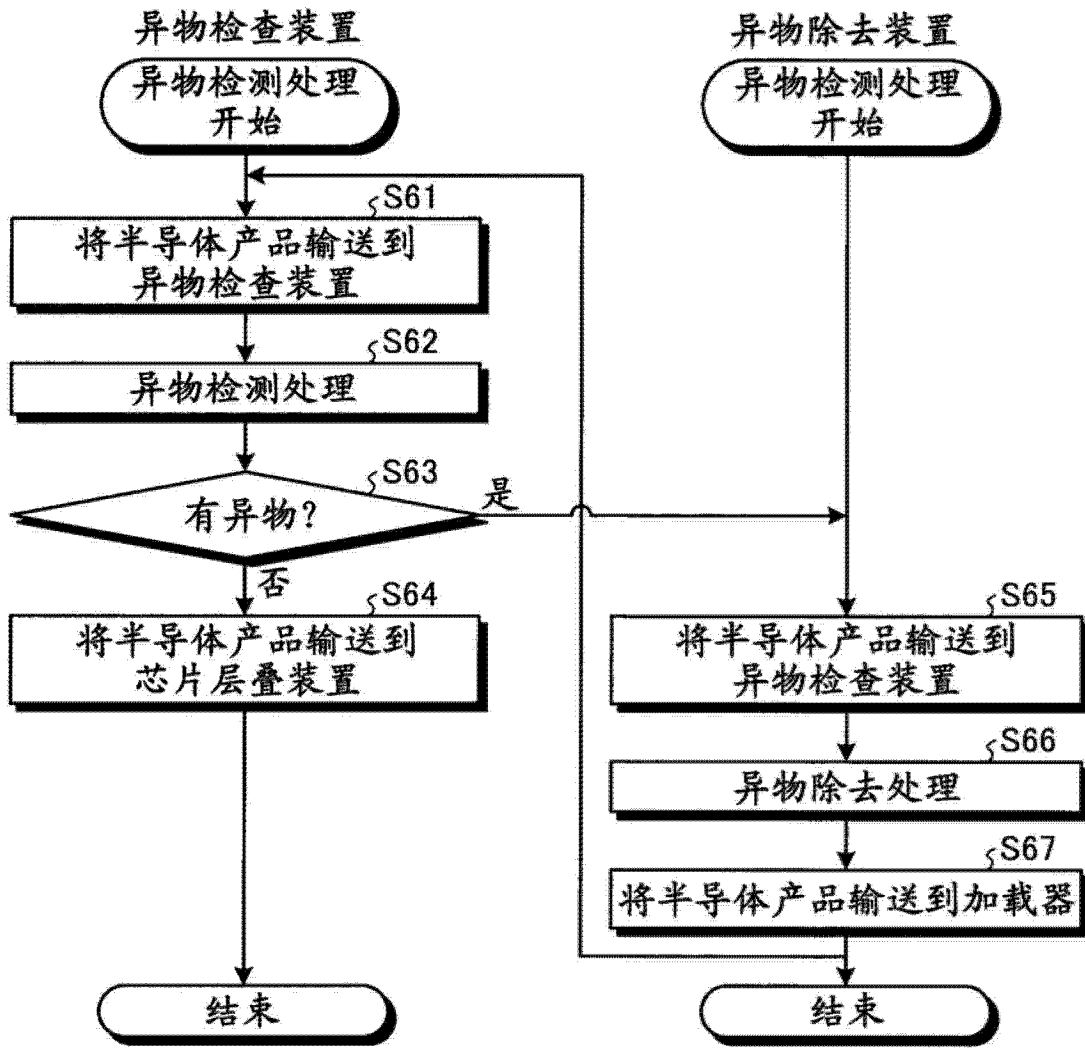 异物检查装置
异物检测处理
开始
S61
将半导体产品输送到
异物检查装置
S62
异物检测处理
S63
有异物?
是
否
S64
将半导体产品输送到
芯片层叠装置
结束
异物除去装置
异物检测处理
开始
S65
将半导体产品输送到
异物检查装置
S66
异物除去处理
S67
将半导体产品输送到加载器
结束